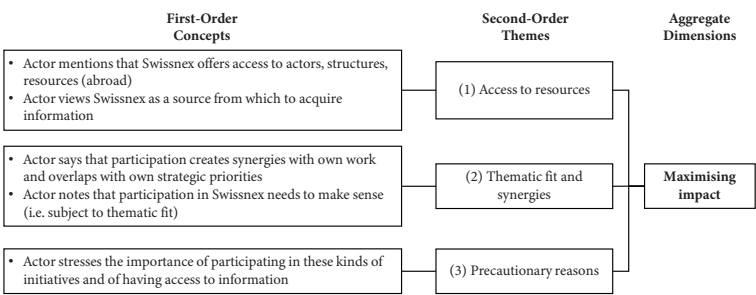 First-Order
Concepts
Second-Order
Themes
Aggregate
Dimensions
• Actor mentions that Swissnex offers access to actors, structures,
resources (abroad)
• Actor views Swissnex as a source from which to acquire
information
(1) Access to resources
• Actor says that participation creates synergies with own work
and overlaps with own strategic priorities
• Actor notes that participation in Swissnex needs to make sense
(i.e. subject to thematic fit)
(2) Thematic fit and
synergies
Maximising
impact
• Actor stresses the importance of participating in these kinds of
initiatives and of having access to information
(3) Precautionary reasons